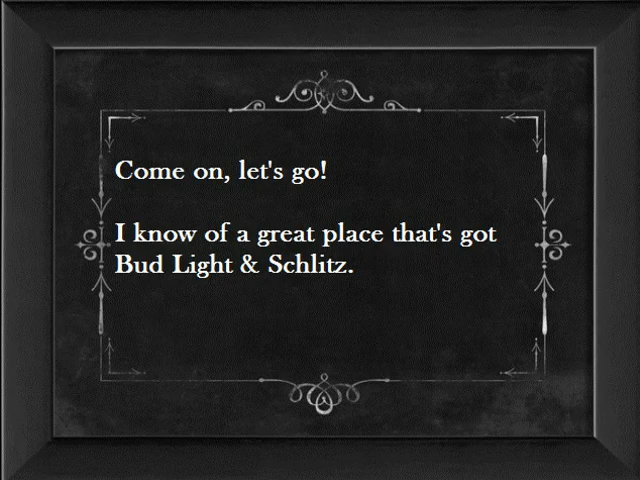 Come on, let's go!
I know of a great place that's got
Bud Light & Schlitz.